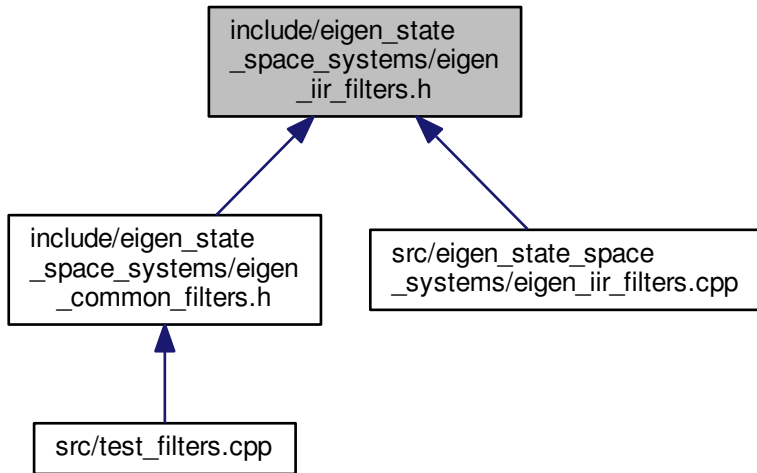 include/eigen_state
_space_systems/eigen
_iir_filters.h
include/eigen_state
_space_systems/eigen
_common_filters.h
src/eigen_state_space
_systems/eigen_iir_filters.cpp
src/test_filters.cpp